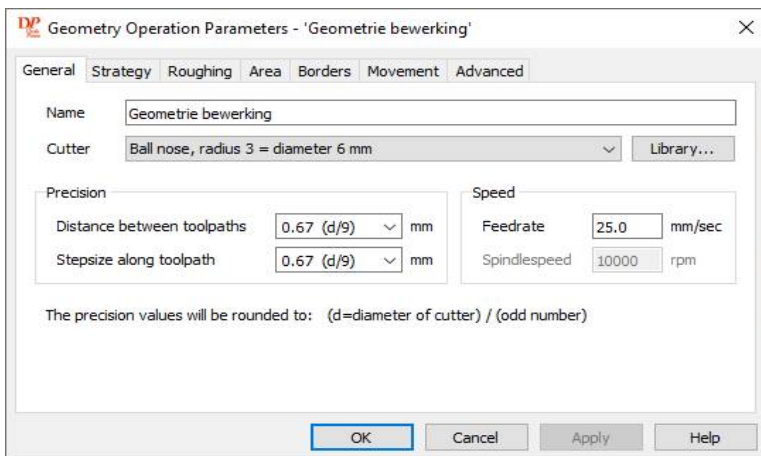 DP Geometry Operation Parameters - 'Geometrie bewerking'
General Strategy Roughing Area Borders Movement Advanced
Name Geometrie bewerking
Cutter Ball nose, radius 3 = diameter 6 mm Library...
Precision Speed
Distance between toolpaths 0.67 (d/9) mm Feedrate 25.0 mm/sec
Stepsize along toolpath 0.67 (d/9) mm Spindlespeed 10000 rpm
The precision values will be rounded to: (d=diameter of cutter) / (odd number)
OK Cancel Apply Help